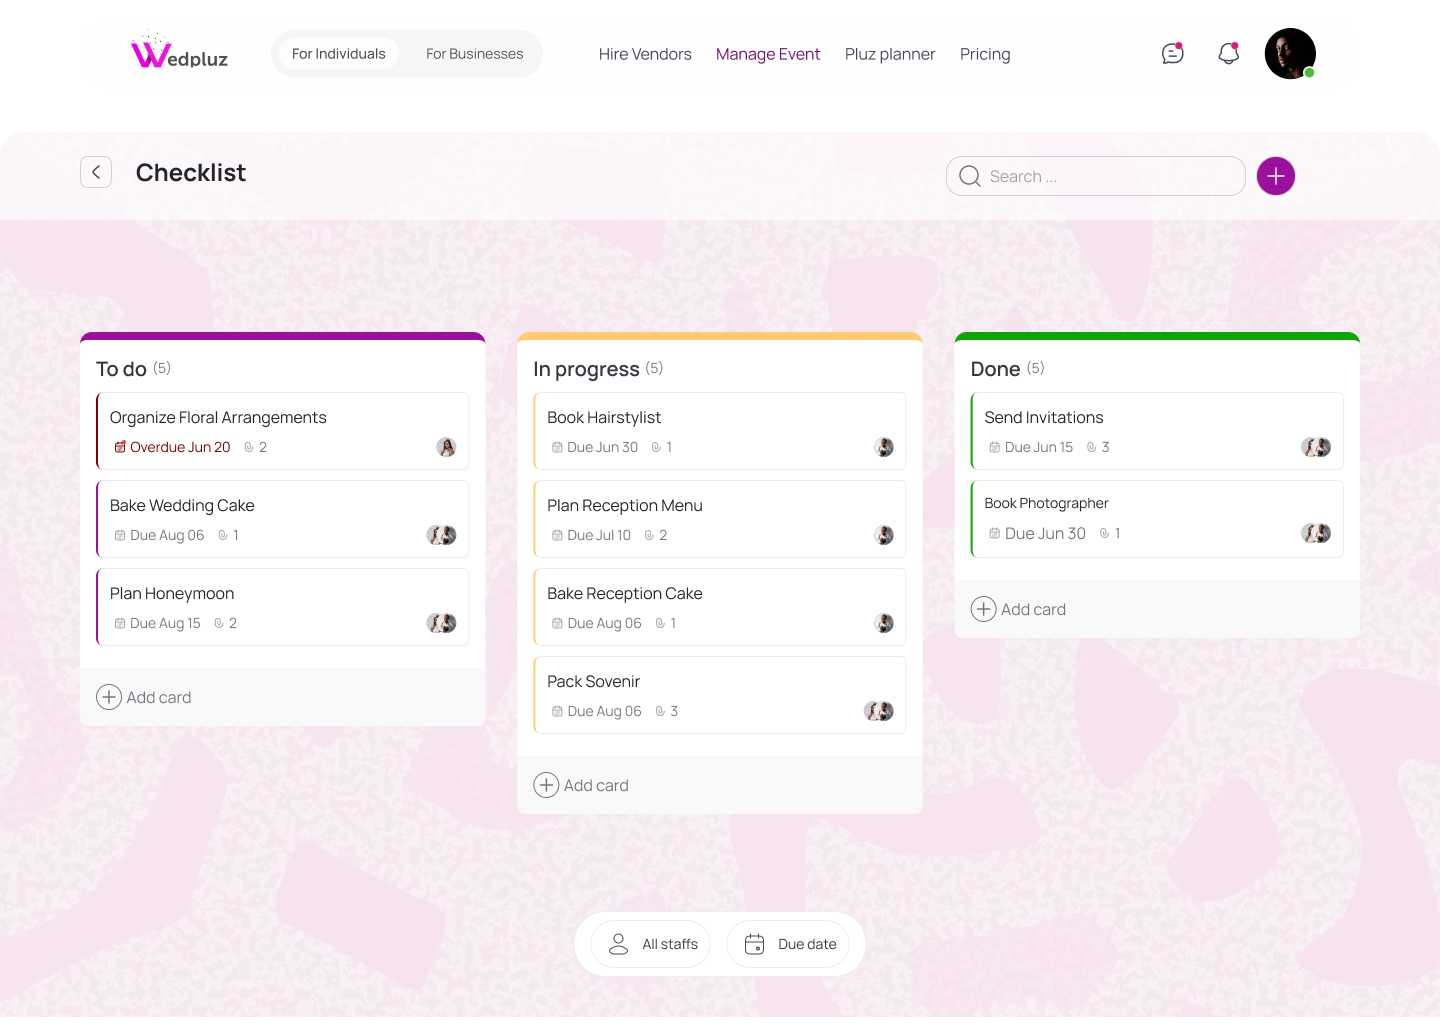 Wedpluz
For Individuals
For Businesses
Hire Vendors
Manage Event
Pluz planner
Pricing
Checklist
Search ...
To do (5)
Organize Floral Arrangements
Overdue Jun 20 2
Bake Wedding Cake
Due Aug 06 1
Plan Honeymoon
Due Aug 15 2
Add card
In progress (5)
Book Hairstylist
Due Jun 30 1
Plan Reception Menu
Due Jul 10 2
Bake Reception Cake
Due Aug 06 1
Pack Sovenir
Due Aug 06 3
Add card
Done (5)
Send Invitations
Due Jun 15 3
Book Photographer
Due Jun 30 1
Add card
All staffs
Due date